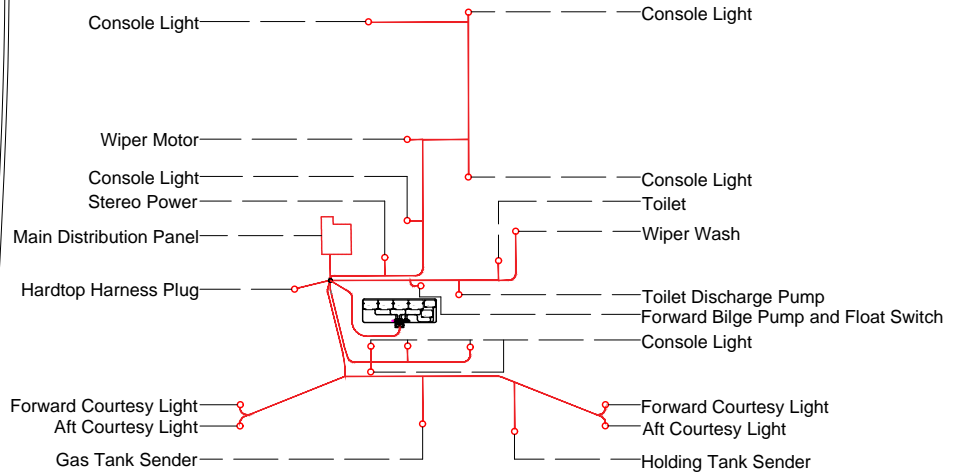 Console Light
Console Light
Wiper Motor
Console Light
Console Light
Stereo Power
Toilet
Main Distribution Panel
Wiper Wash
Hardtop Harness Plug
Toilet Discharge Pump
Forward Bilge Pump and Float Switch
Console Light
Forward Courtesy Light
Forward Courtesy Light
Aft Courtesy Light
Aft Courtesy Light
Gas Tank Sender
Holding Tank Sender